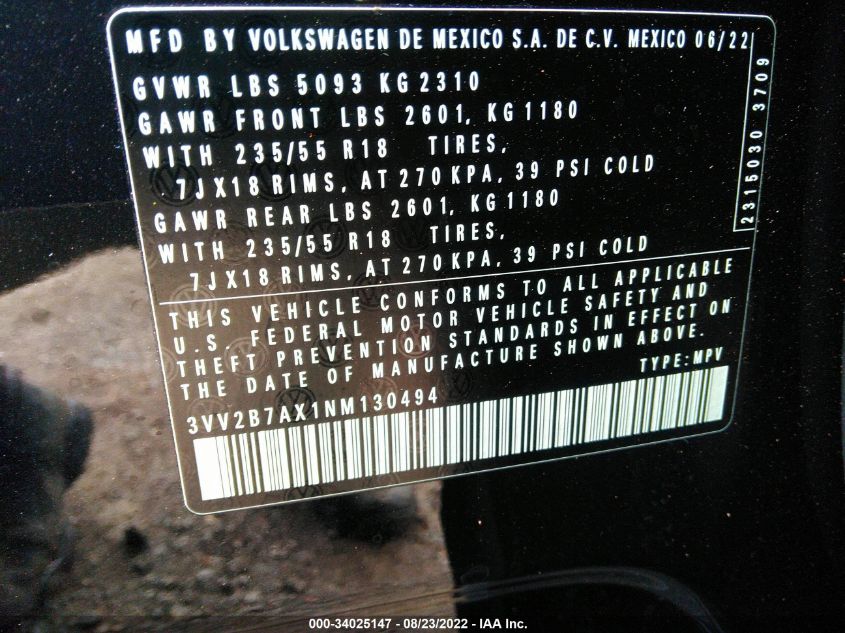 MFD BY VOLKSWAGEN DE MEXICO S.A. DE C.V. MEXICO 06/22
GVWR LBS 5093 KG 2310
GAWR FRONT LBS 2601, KG 1180
WITH 235/55 R18 TIRES,
7JX18 RIMS, AT 270 KPA, 39 PSI COLD
GAWR REAR LBS 2601, KG 1180
WITH 235/55 R18 TIRES,
7JX18 RIMS, AT 270 KPA, 39 PSI COLD
2315030 3709
THIS VEHICLE CONFORMS TO ALL APPLICABLE
U.S. FEDERAL MOTOR VEHICLE SAFETY AND
THEFT PREVENTION STANDARDS IN EFFECT ON
THE DATE OF MANUFACTURE SHOWN ABOVE.
TYPE: MPV
3VV2B7AX1NM130494
000-34025147 - 08/23/2022 - IAA Inc.